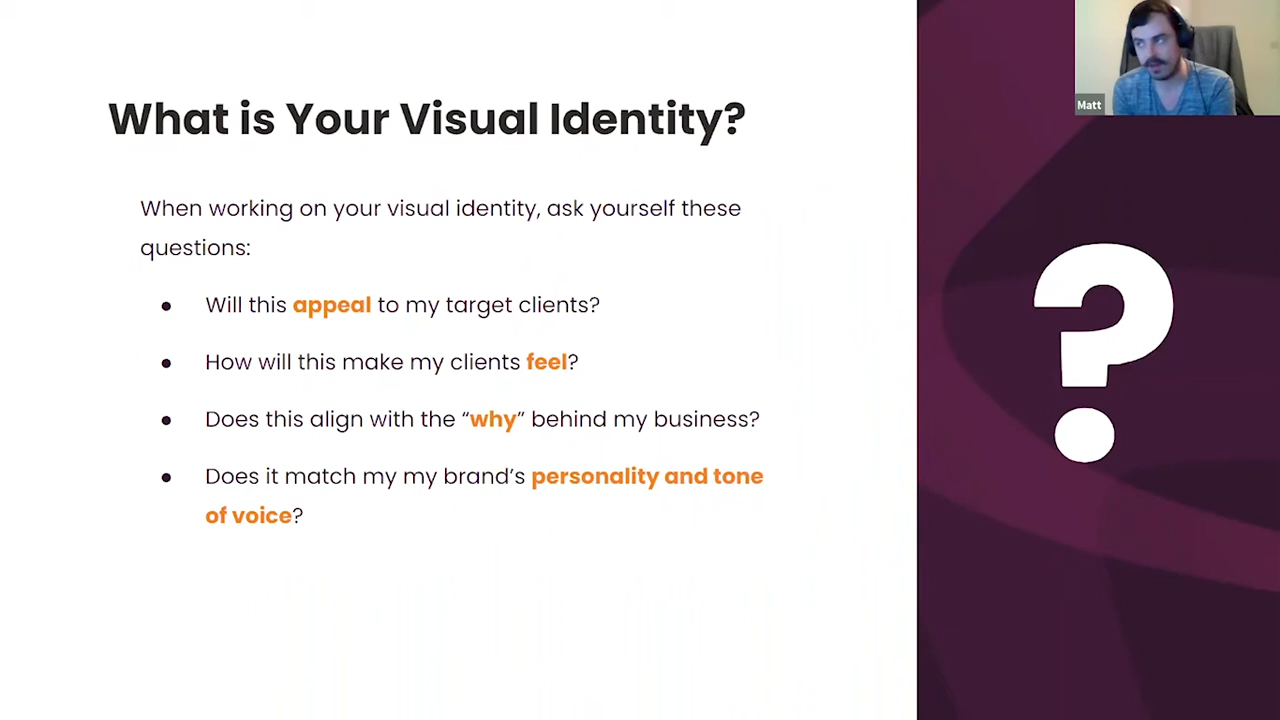 What is Your Visual Identity?
Matt
When working on your visual identity, ask yourself these
questions:
● Will this appeal to my target clients?
● How will this make my clients feel?
● Does this align with the “why” behind my business?
● Does it match my my brand’s personality and tone
of voice?
?